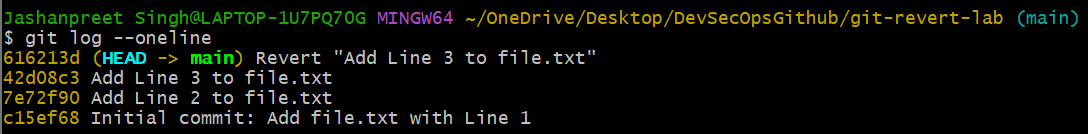 Jashanpreet Singh@LAPTOP-1U7PQ7OG MINGW64 ~/OneDrive/Desktop/DevSecOpsGithub/git-revert-lab (main)
$ git log --oneline
616213d (HEAD -> main) Revert "Add Line 3 to file.txt"
42d08c3 Add Line 3 to file.txt
7e72f90 Add Line 2 to file.txt
c15ef68 Initial commit: Add file.txt with Line 1